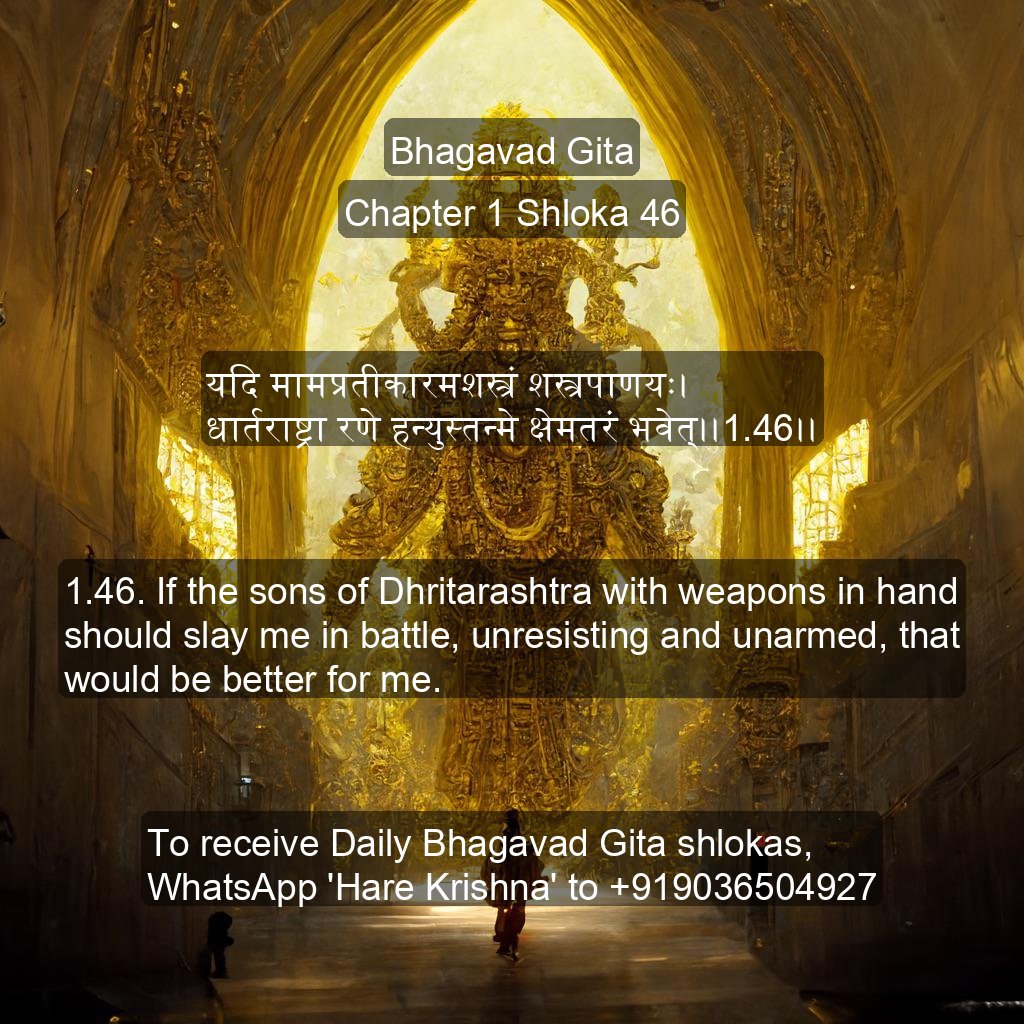 Bhagavad Gita
Chapter 1 Shloka 46
यदि मामप्रतीकारमशस्त्रं शस्त्रपाणयः।
धार्तराष्ट्रा रणे हन्युस्तन्मे क्षेमतरं भवेत्।।1.46।।
1.46. If the sons of Dhritarashtra with weapons in hand
should slay me in battle, unresisting and unarmed, that
would be better for me.
To receive Daily Bhagavad Gita shlokas,
WhatsApp 'Hare Krishna' to +919036504927